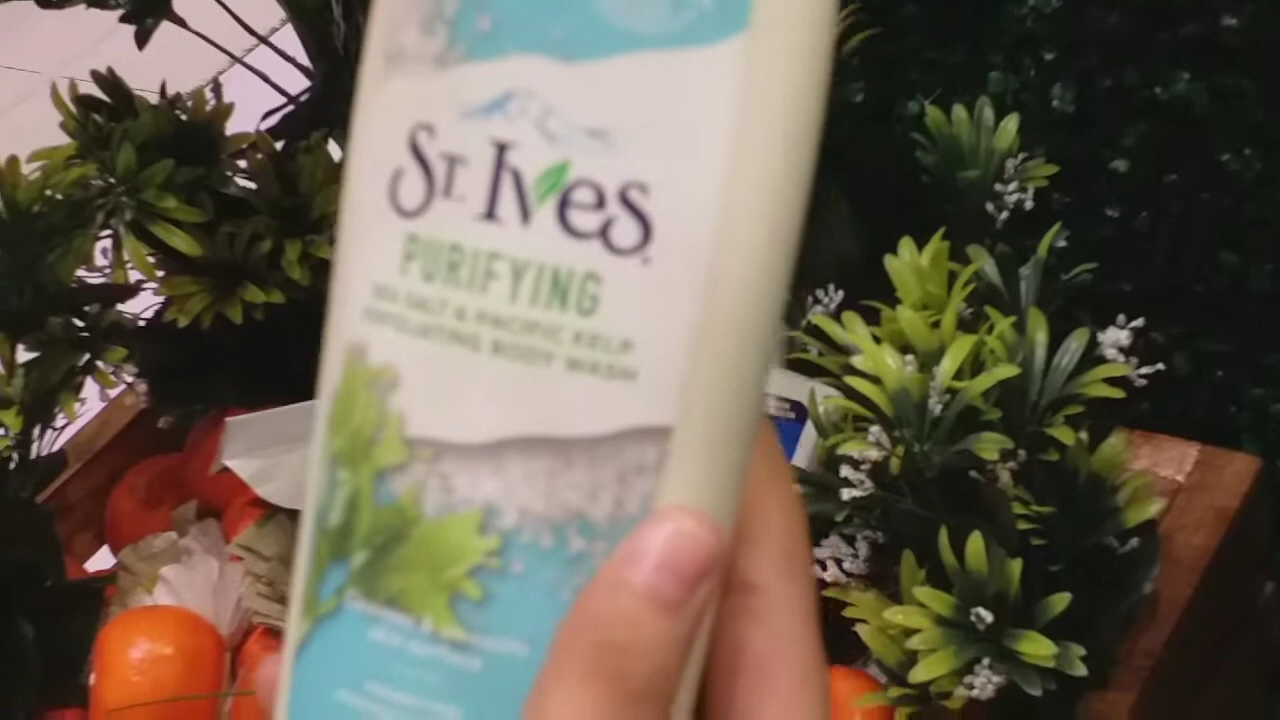 St. Ives
PURIFYING
SEA SALT & PACIFIC KELP
EXFOLIATING BODY WASH